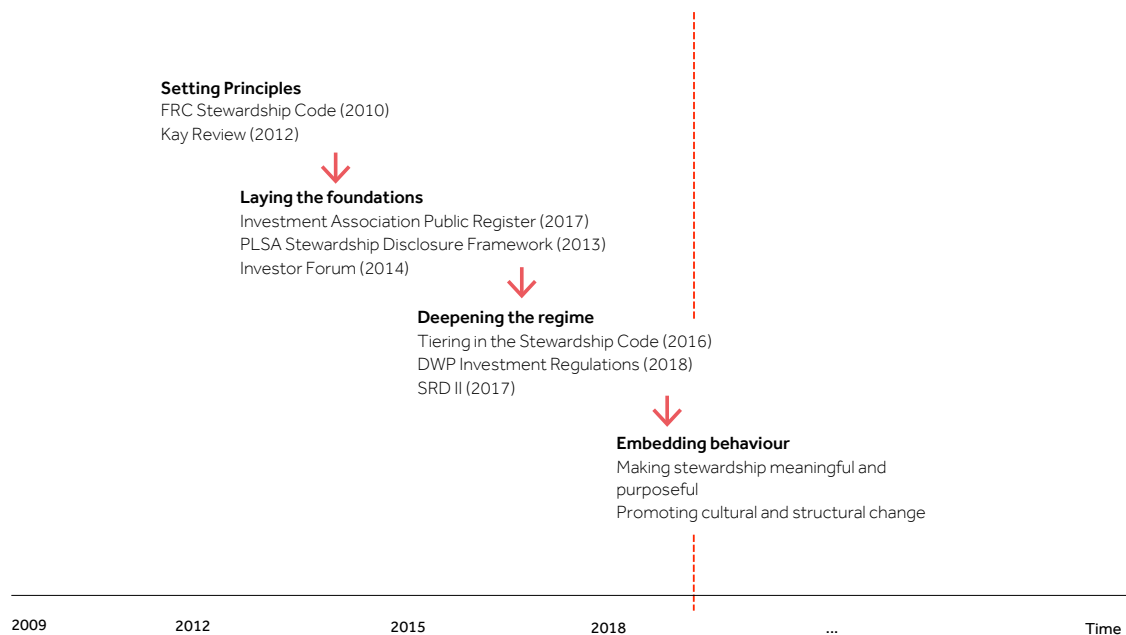 Setting Principles
FRC Stewardship Code (2010)
Kay Review (2012)
Laying the foundations
Investment Association Public Register (2017)
PLSA Stewardship Disclosure Framework (2013)
Investor Forum (2014)
Deepening the regime
Tiering in the Stewardship Code (2016)
DWP Investment Regulations (2018)
SRD II (2017)
Embedding behaviour
Making stewardship meaningful and
purposeful
Promoting cultural and structural change
2009 2012 2015 2018 ... Time